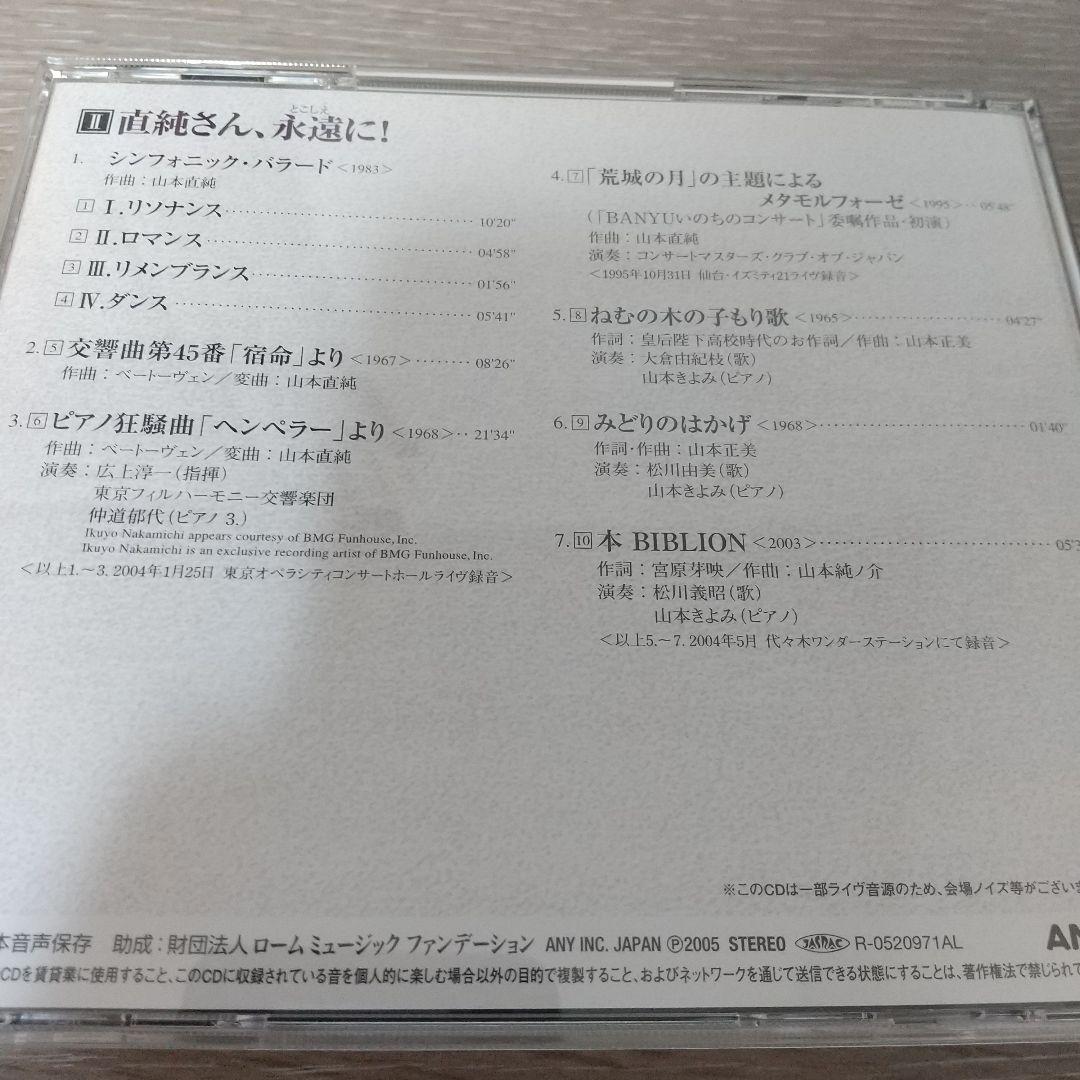 II 直純さん、永遠に!
とこしえ
1. シンフォニック・バラード<1983>
作曲:山本直純
1 I.リソナンス 10'20"
2 II.ロマンス 04'58"
3 III.リメンブランス 01'56"
4 IV.ダンス 05'41"
2. 5 交響曲第45番「宿命」より<1967> 08'26"
作曲:ベートーヴェン/変曲:山本直純
3. 6 ピアノ狂騒曲「ヘンペラー」より<1968> 21'34"
作曲:ベートーヴェン/変曲:山本直純
演奏:広上淳一(指揮)
東京フィルハーモニー交響楽団
仲道郁代(ピアノ 3.)
Ikuyo Nakamichi appears courtesy of BMG Funhouse, Inc.
Ikuyo Nakamichi is an exclusive recording artist of BMG Funhouse, Inc.
<以上1.〜3. 2004年1月25日 東京オペラシティコンサートホールライヴ録音>
4. 7 「荒城の月」の主題による
メタモルフォーゼ<1995> 05'48"
(「BANYUいのちのコンサート」委嘱作品・初演)
作曲:山本直純
演奏:コンサートマスターズ・クラブ・オブ・ジャパン
<1995年10月31日 仙台・イズミティ21ライヴ録音>
5. 8 ねむの木の子もり歌<1965> 04'27"
作詞:皇后陛下高校時代のお作詞/作曲:山本正美
演奏:大倉由紀枝(歌)
山本きよみ(ピアノ)
6. 9 みどりのはかげ<1968> 01'40"
作詞・作曲:山本正美
演奏:松川由美(歌)
山本きよみ(ピアノ)
7. 10 本 BIBLION<2003> 05'3
作詞:宮原芽映/作曲:山本純ノ介
演奏:松川義昭(歌)
山本きよみ(ピアノ)
<以上5.〜7. 2004年5月 代々木ワンダーステーションにて録音>
※このCDは一部ライヴ音源のため、会場ノイズ等がございま
本音声保存 助成:財団法人 ローム ミュージック ファンデーション ANY INC. JAPAN Ⓟ2005 STEREO JASRAC R-0520971AL AN
CDを賃貸業に使用すること、このCDに収録されている音を個人的に楽しむ場合以外の目的で複製すること、およびネットワークを通じて送信できる状態にすることは、著作権法で禁じられて